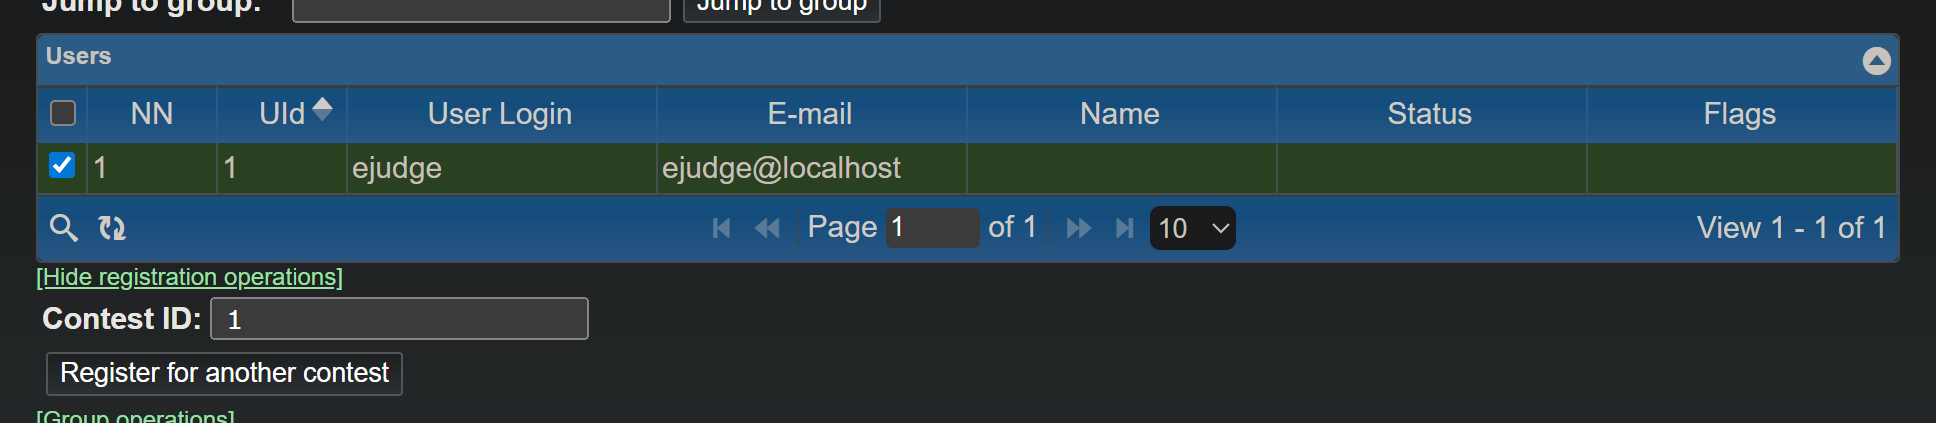 Jump to group: Jump to group
Users
NN UId User Login E-mail Name Status Flags
1 1 ejudge ejudge@localhost
Page 1 of 1 10 View 1 - 1 of 1
[Hide registration operations]
Contest ID: 1
Register for another contest
[Group operations]